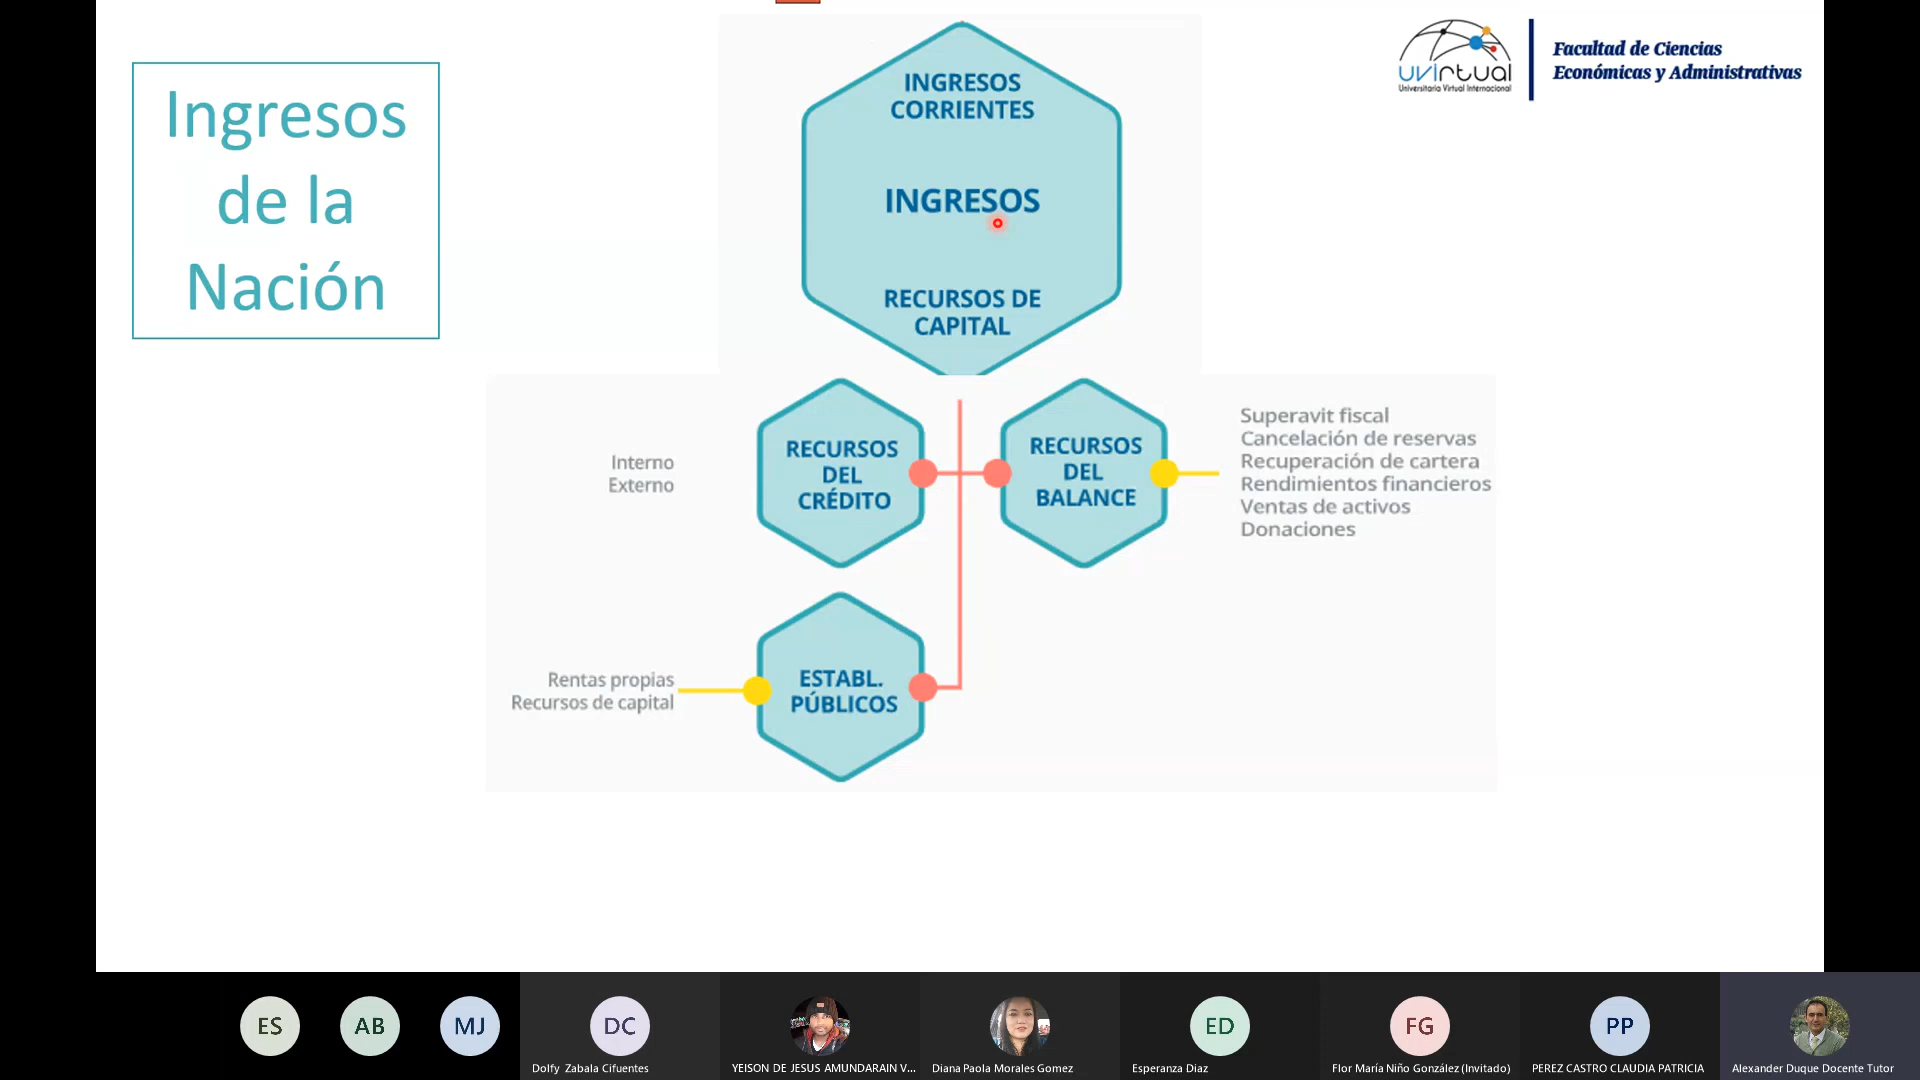 Ingresos
de la
Nación
INGRESOS
CORRIENTES
INGRESOS
RECURSOS DE
CAPITAL
uvirtual
Universitaria Virtual Internacional
Facultad de Ciencias
Económicas y Administrativas
Interno
Externo
RECURSOS
DEL
CRÉDITO
RECURSOS
DEL
BALANCE
Superavit fiscal
Cancelación de reservas
Recuperación de cartera
Rendimientos financieros
Ventas de activos
Donaciones
Rentas propias
Recursos de capital
ESTABL.
PÚBLICOS
ES
AB
MJ
DC
ED
FG
PP
Dolfy Zabala Cifuentes
YEISON DE JESUS AMUNDARAIN V...
Diana Paola Morales Gomez
Esperanza Diaz
Flor María Niño González (Invitado)
PEREZ CASTRO CLAUDIA PATRICIA
Alexander Duque Docente Tutor